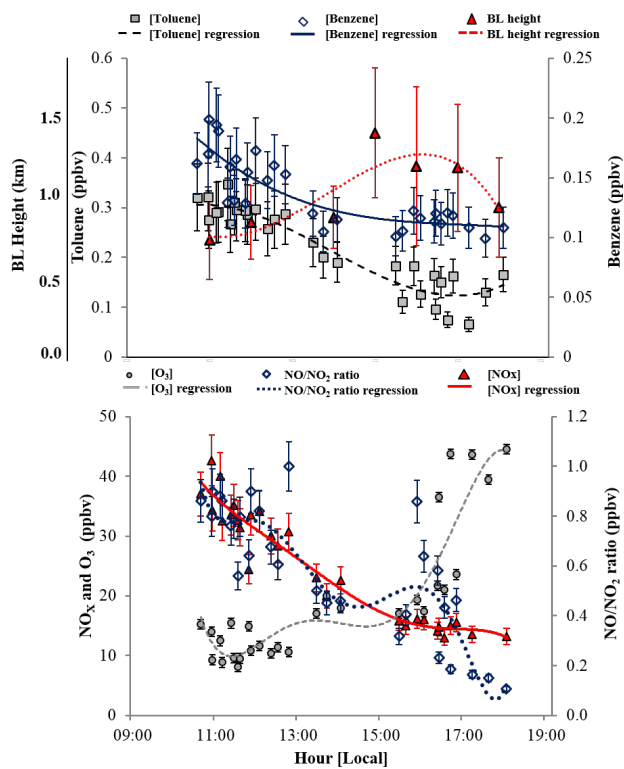 [Toluene] [Benzene] BL height
[Toluene] regression [Benzene] regression BL height regression
0.6 0.25
1.5 0.5 0.20
0.4 0.15
1.0 0.3
0.10
0.2
0.5 0.1 0.05
0.0 0 0.00
BL Height (km)
Toluene (ppbv)
Benzene (ppbv)
[O3] NO/NO2 ratio [NOx]
[O3] regression NO/NO2 ratio regression [NOx] regression
50 1.2
40 1.0
30 0.8
0.6
20 0.4
10 0.2
0 0.0
NOX and O3 (ppbv)
NO/NO2 ratio (ppbv)
09:00 11:00 13:00 15:00 17:00 19:00
Hour [Local]